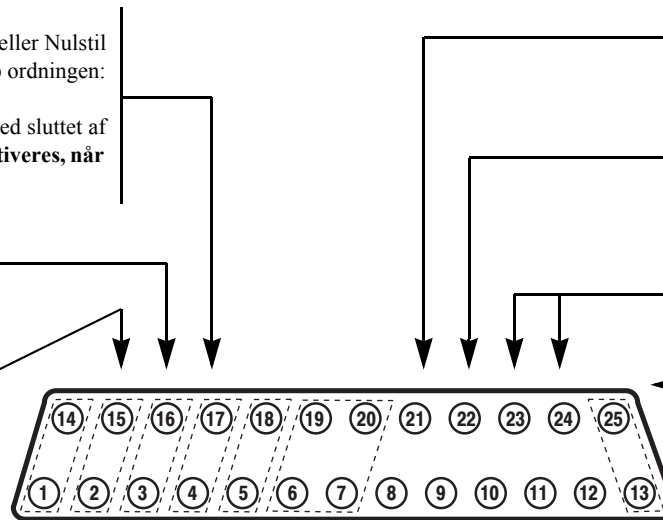 eller Nulstil
ordningen:
ed sluttet af
tiveres, når
14 15 16 17 18 19 20 21 22 23 24 25
1 2 3 4 5 6 7 8 9 10 11 12 13